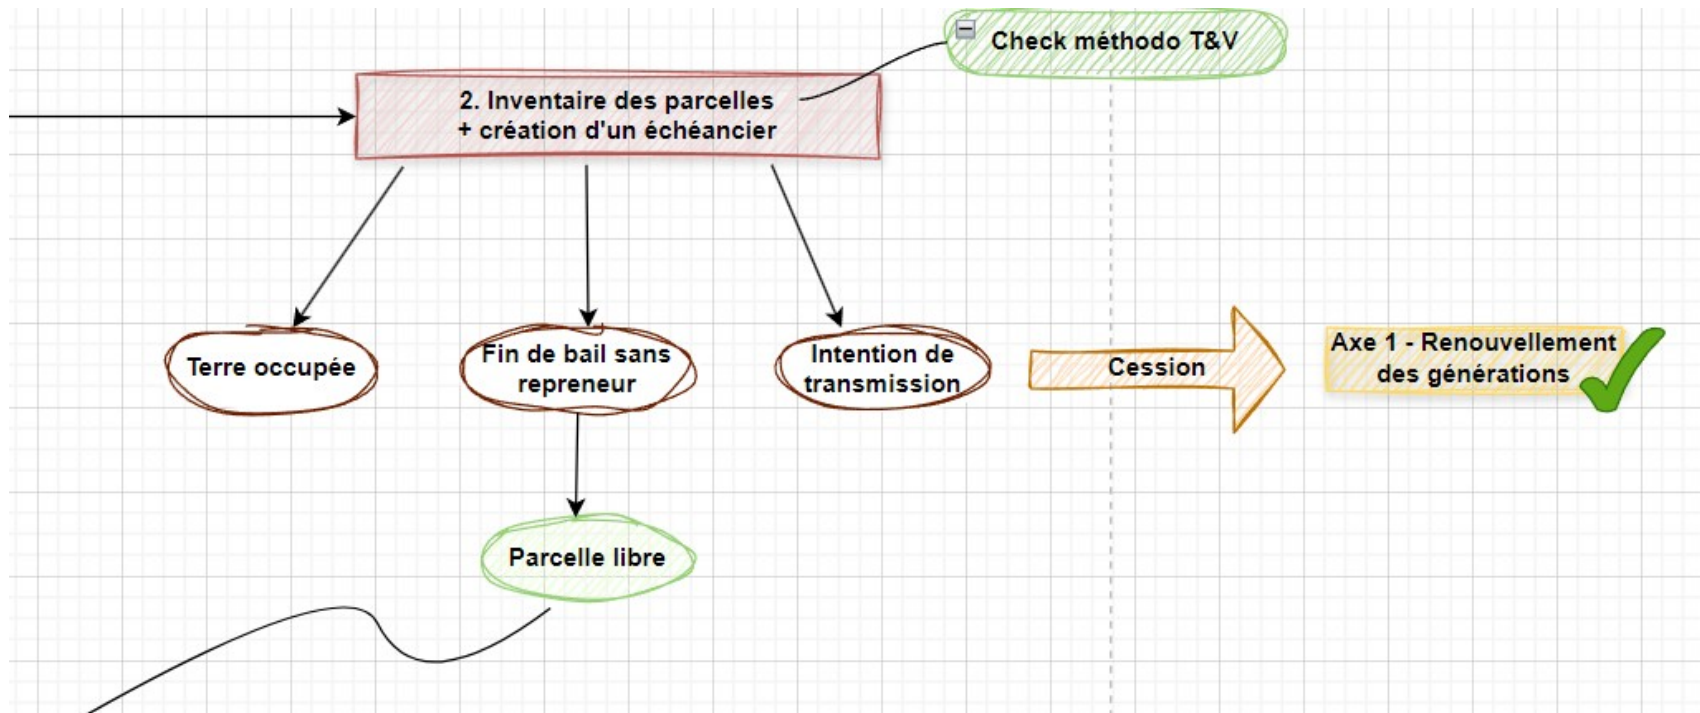 Check méthodo T&V
2. Inventaire des parcelles
+ création d'un échéancier
Terre occupée
Fin de bail sans
repreneur
Intention de
transmission
Cession
Axe 1 - Renouvellement
des générations
Parcelle libre